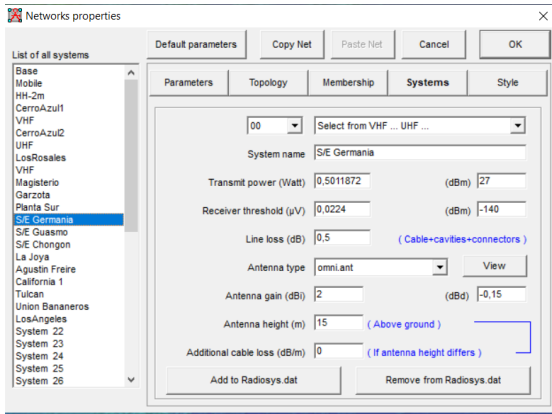 Networks properties
List of all systems
Default parameters Copy Net Paste Net Cancel OK
Base
Mobile
HH-2m
CerroAzul1
VHF
CerroAzul2
UHF
LosRosales
VHF
Magisterio
Garzota
Planta Sur
S/E Germania
S/E Guasmo
S/E Chongon
La Joya
Agustin Freire
California 1
Tulcan
Union Bananeros
LosAngeles
System 22
System 23
System 24
System 25
System 26
Parameters Topology Membership Systems Style
00 Select from VHF ... UHF ...
System name S/E Germania
Transmit power (Watt) 0,5011872 (dBm) 27
Receiver threshold (µV) 0,0224 (dBm) -140
Line loss (dB) 0,5 ( Cable+cavities+connectors )
Antenna type omni.ant View
Antenna gain (dBi) 2 (dBd) -0,15
Antenna height (m) 15 ( Above ground )
Additional cable loss (dB/m) 0 ( If antenna height differs )
Add to Radiosys.dat Remove from Radiosys.dat